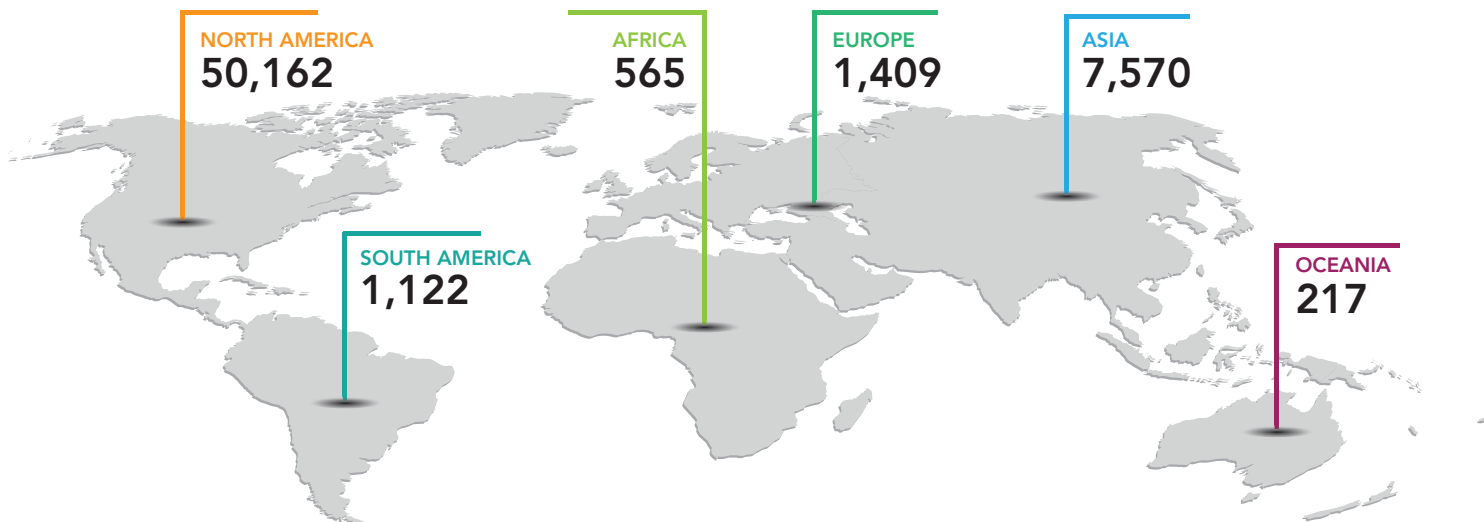 NORTH AMERICA
50,162
AFRICA
565
EUROPE
1,409
ASIA
7,570
SOUTH AMERICA
1,122
OCEANIA
217